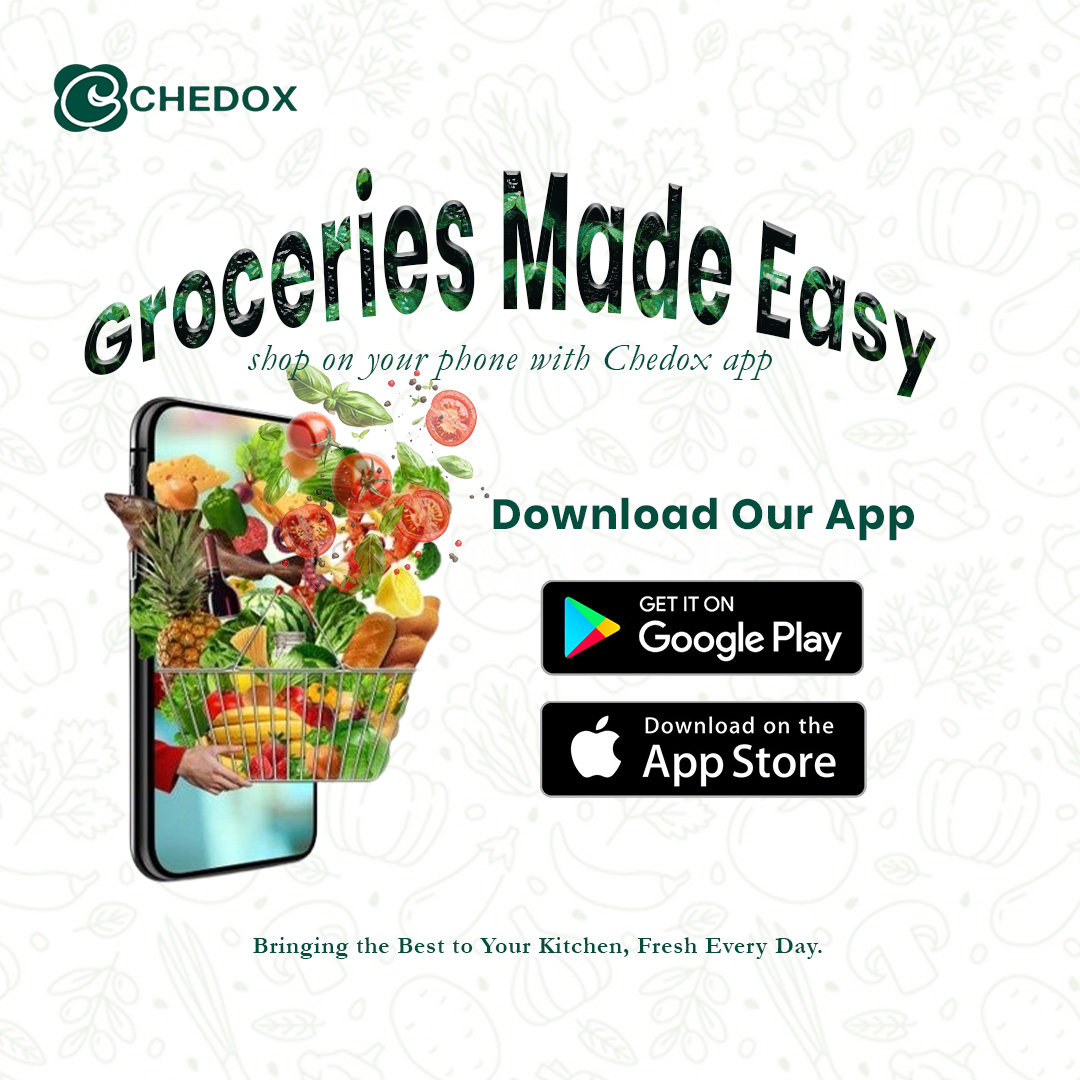 CHEDOX
Groceries Made Easy
shop on your phone with Chedox app
Download Our App
GET IT ON
Google Play
Download on the
App Store
Bringing the Best to Your Kitchen, Fresh Every Day.